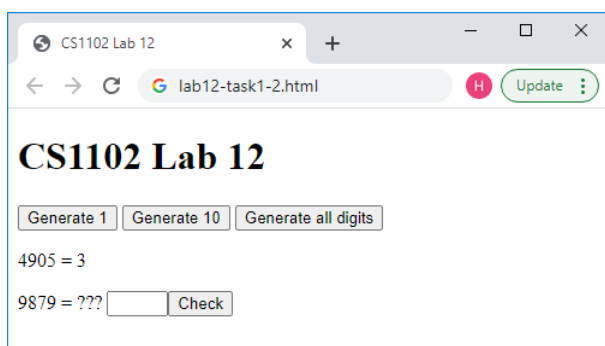 CS1102 Lab 12
lab12-task1-2.html
H
Update
CS1102 Lab 12
Generate 1 Generate 10 Generate all digits
4905 = 3
9879 = ??? Check